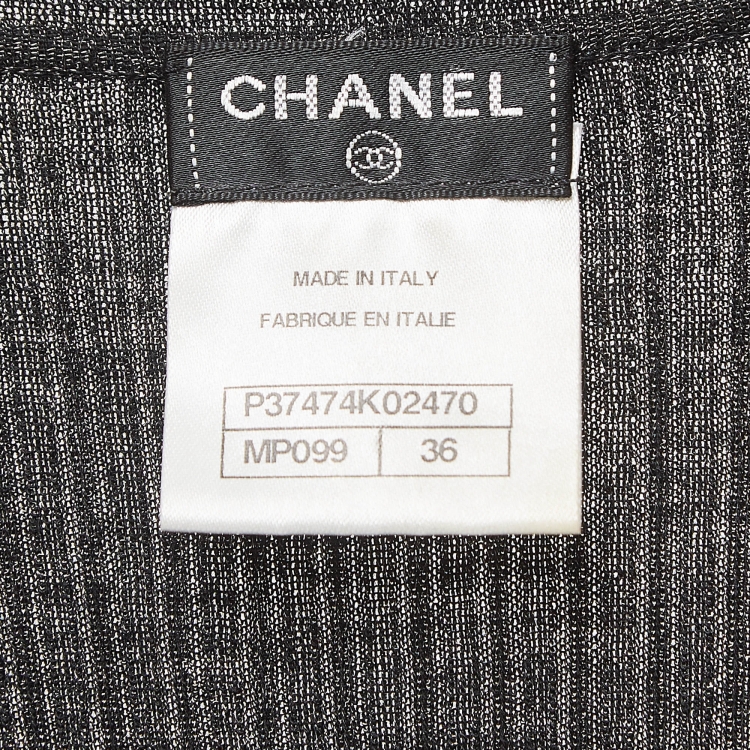 CHANEL
MADE IN ITALY
FABRIQUE EN ITALIE
P37474K02470
MP099 36